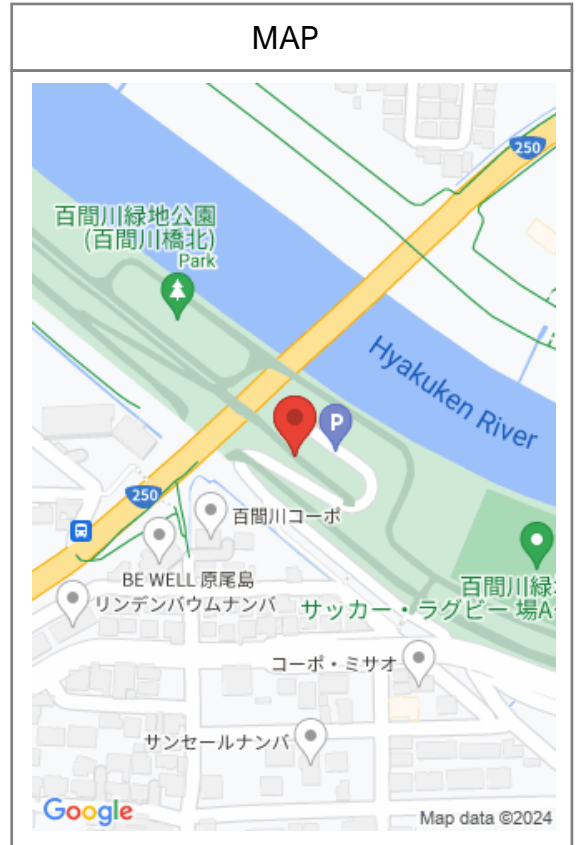 MAP
250
百間川緑地公園
(百間川橋北)
Park
Hyakuken River
P
250
百間川コーポ
BE WELL 原尾島
リンデンバウムナンバ
百間川緑
サッカー・ラグビー 場A
コーポ・ミサオ
サンセールナンバ
Google
Map data ©2024